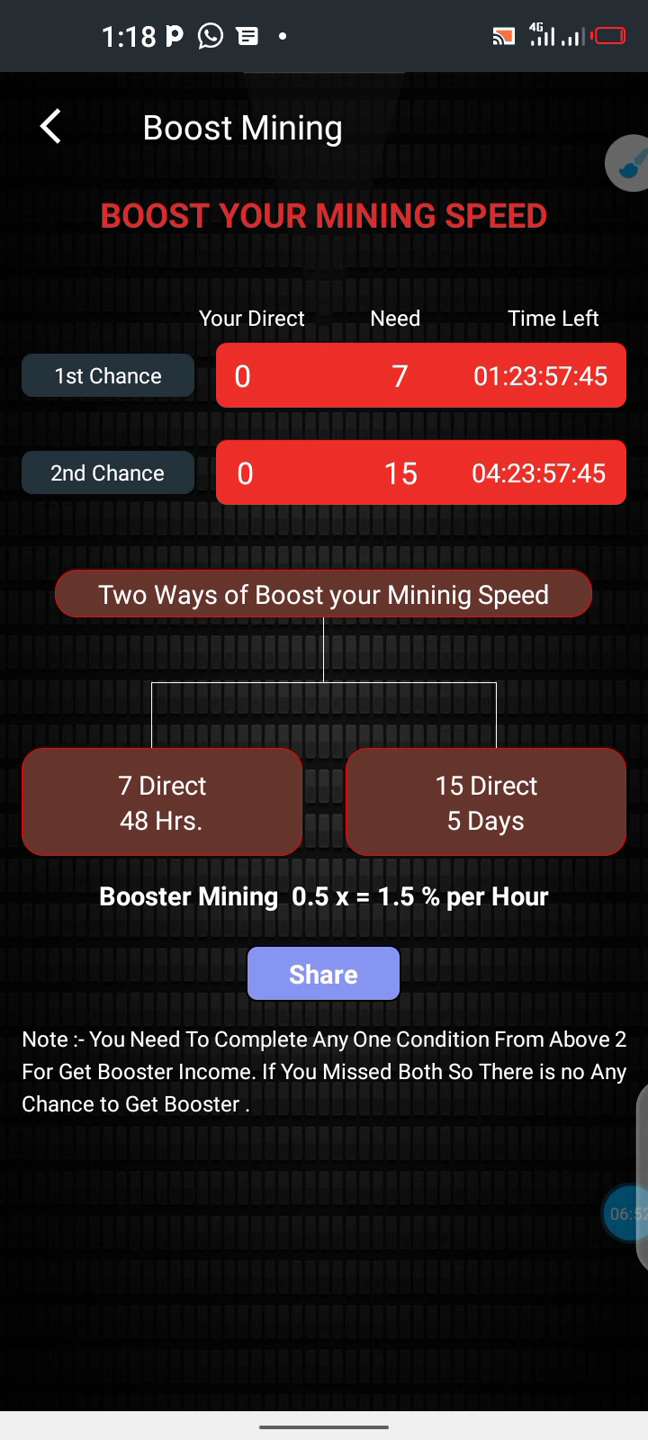 1:18
4G
Boost Mining
BOOST YOUR MINING SPEED
Your Direct Need Time Left
1st Chance 0 7 01:23:57:45
2nd Chance 0 15 04:23:57:45
Two Ways of Boost your Mininig Speed
7 Direct
48 Hrs.
15 Direct
5 Days
Booster Mining 0.5 x = 1.5 % per Hour
Share
Note :- You Need To Complete Any One Condition From Above 2
For Get Booster Income. If You Missed Both So There is no Any
Chance to Get Booster .
06:52